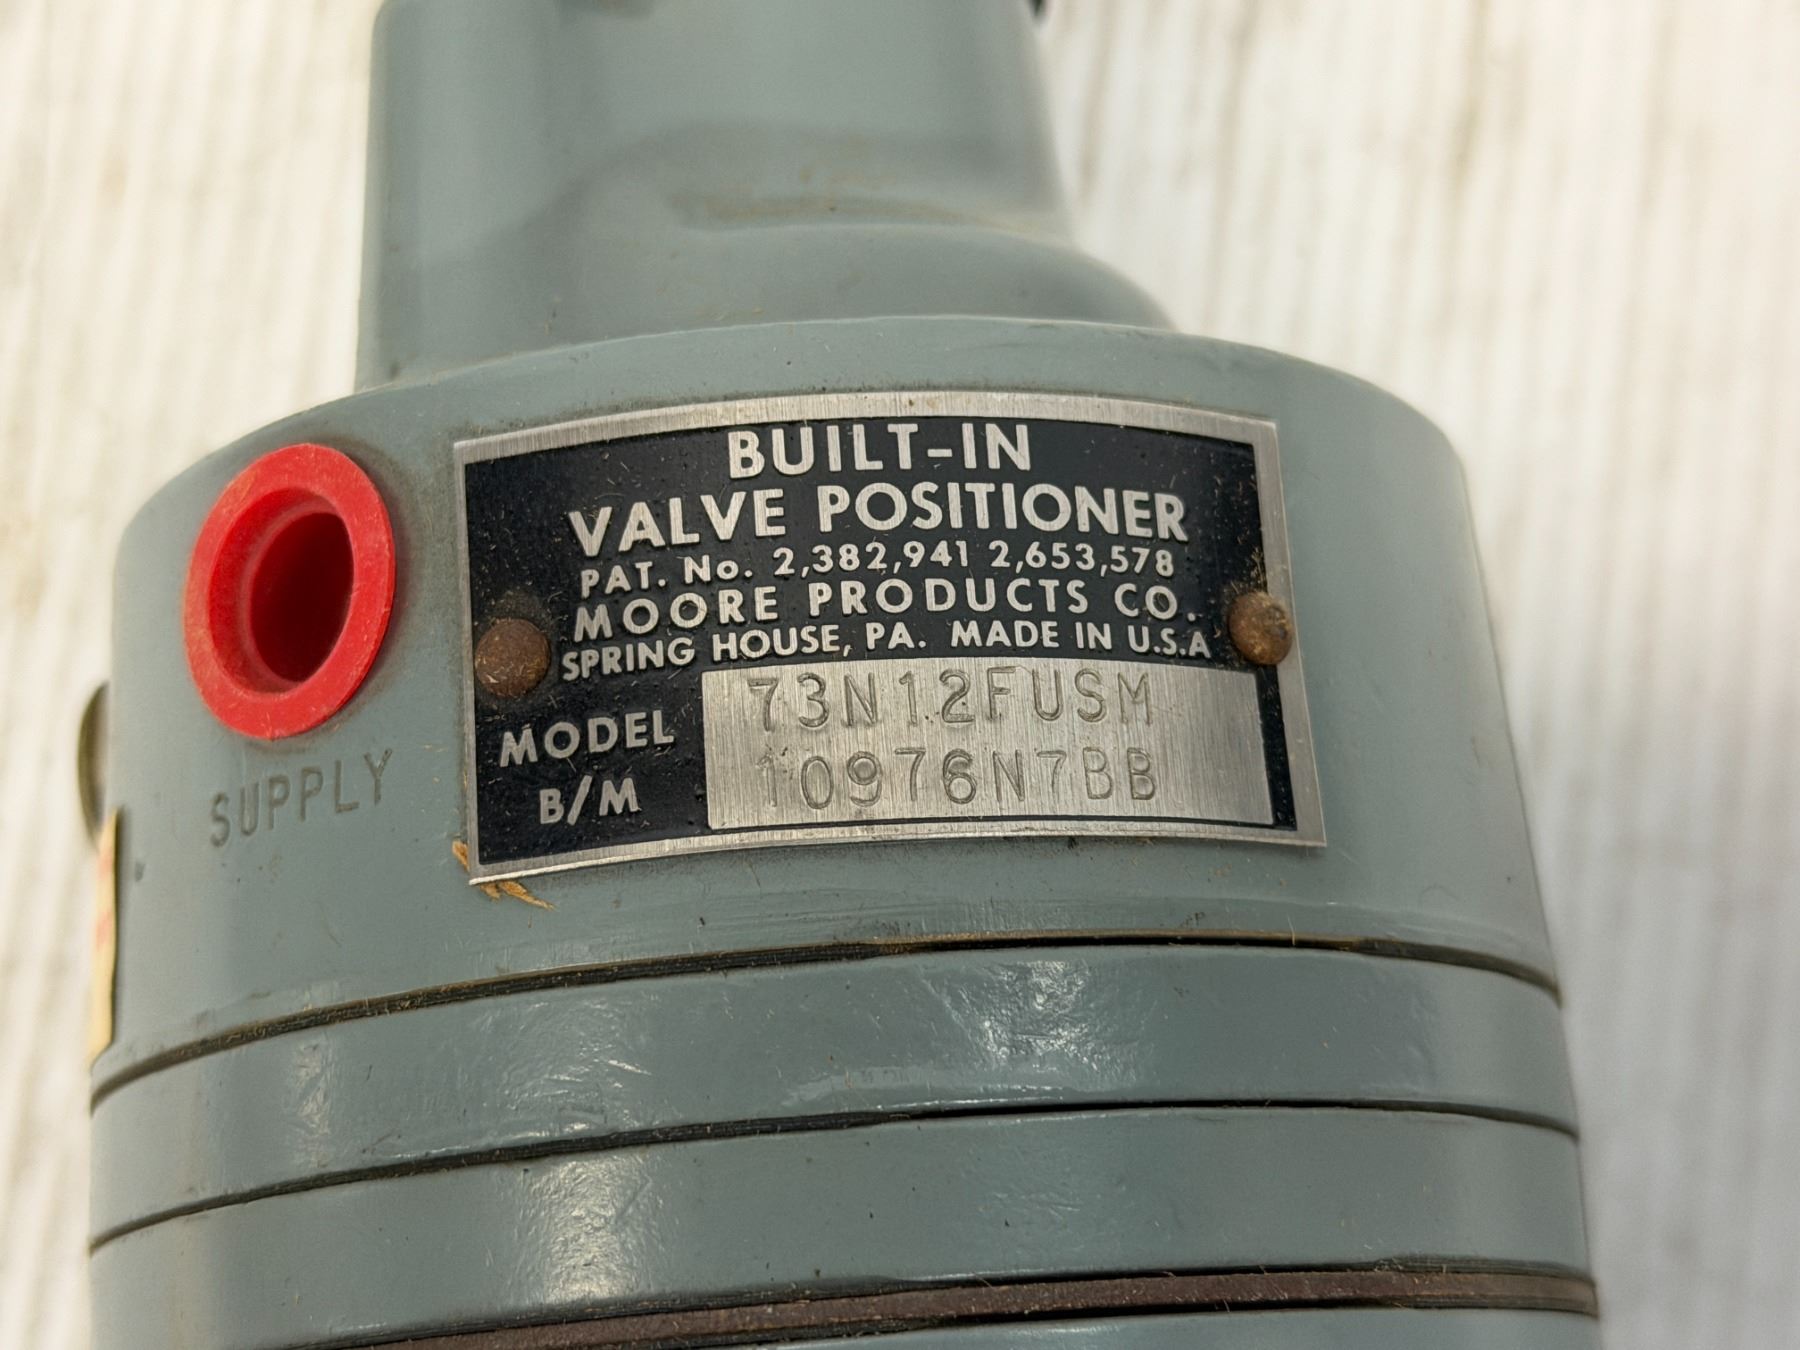 BUILT-IN
VALVE POSITIONER
PAT. No. 2,382,941 2,653,578
MOORE PRODUCTS CO.
SPRING HOUSE, PA. MADE IN U.S.A
MODEL 73N12FUSM
B/M 10976N7BB
SUPPLY